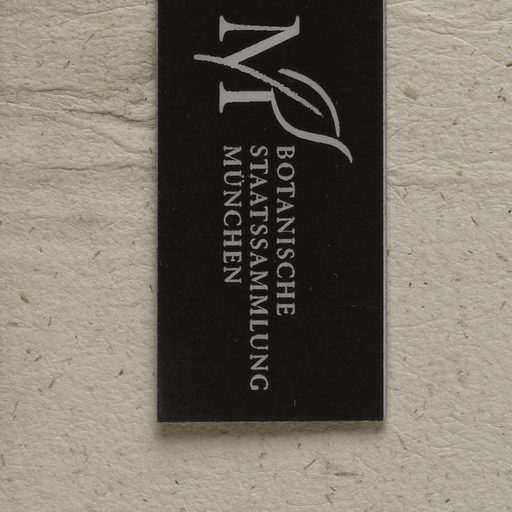 M
BOTANISCHE
STAATSSAMMLUNG
MÜNCHEN